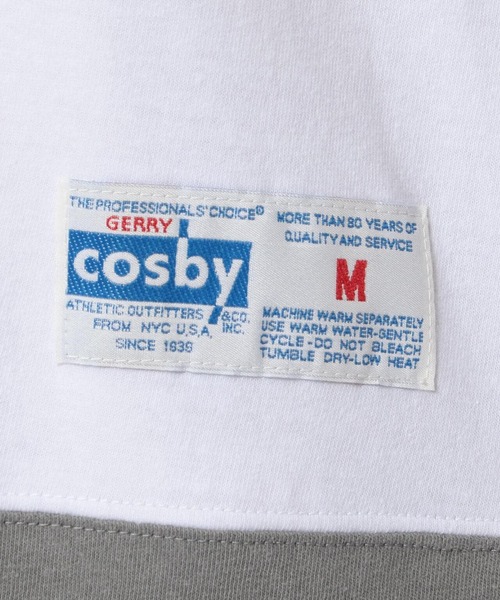 THE PROFESSIONALS' CHOICE®
GERRY
cosby
ATHLETIC OUTFITTERS &CO.
FROM NYC U.S.A. INC.
SINCE 1939
MORE THAN 80 YEARS OF
QUALITY AND SERVICE
M
MACHINE WARM SEPARATELY
USE WARM WATER-GENTLE
CYCLE-DO NOT BLEACH
TUMBLE DRY-LOW HEAT